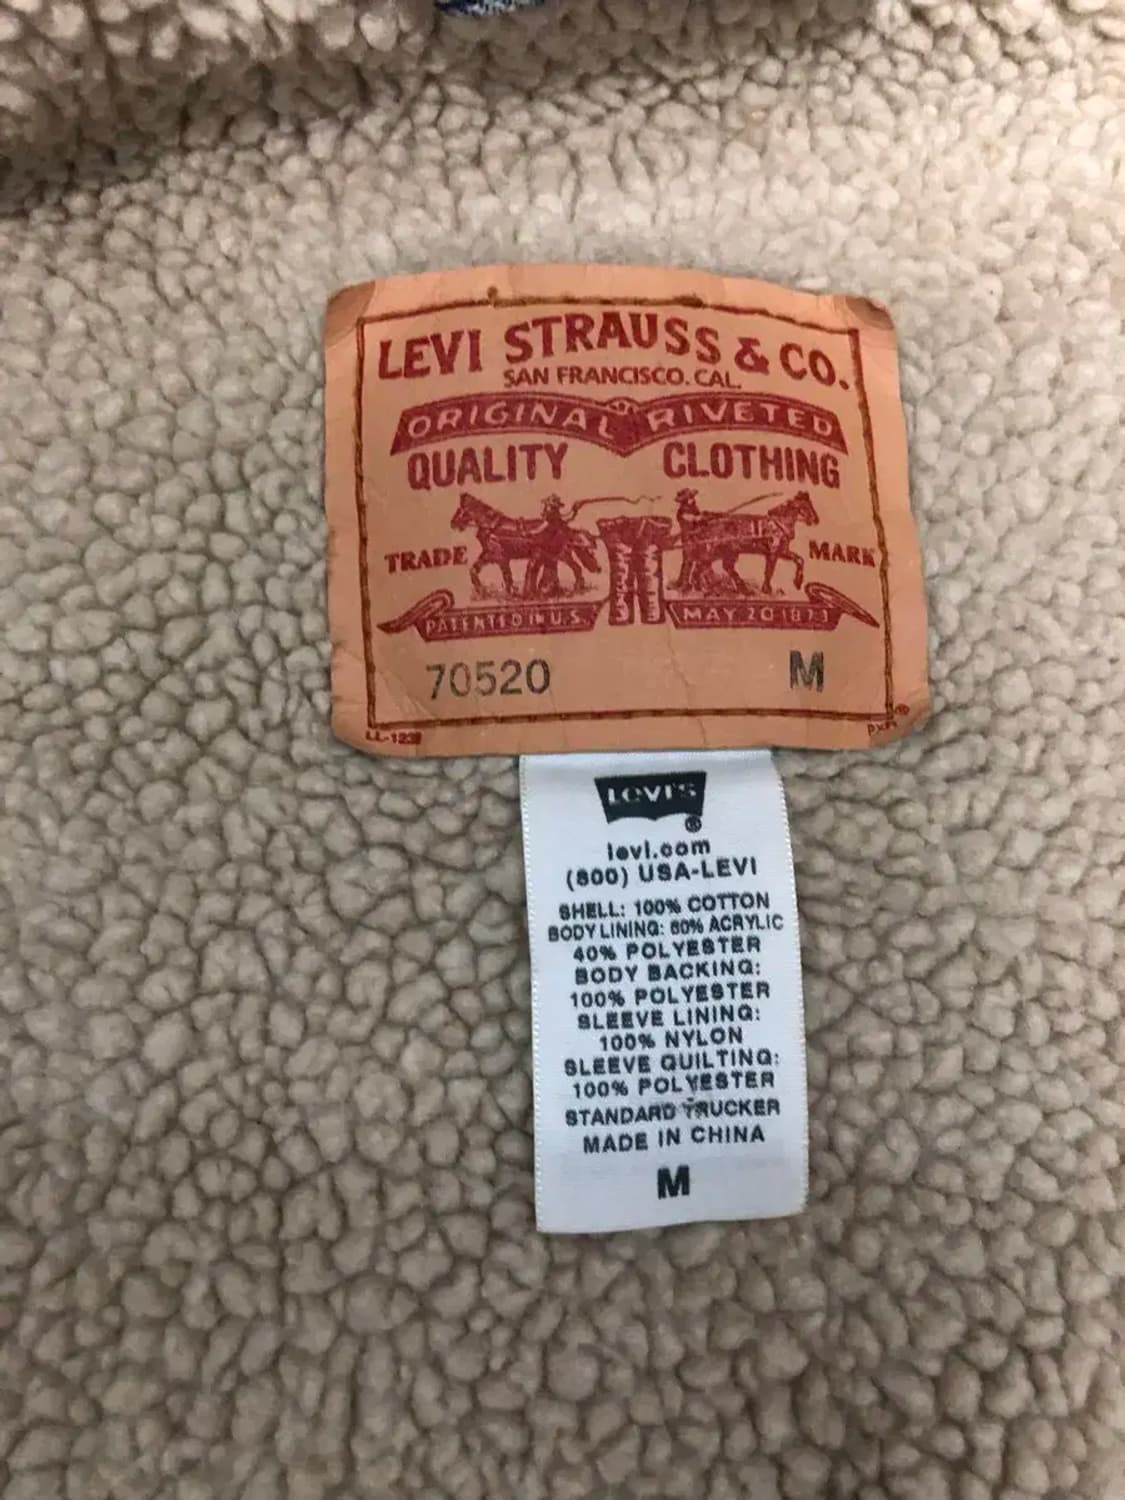 LEVI STRAUSS & CO.
SAN FRANCISCO. CAL.
ORIGINAL RIVETED
QUALITY CLOTHING
TRADE MARK
PATENTED IN U.S. MAY 20 1873
70520 M
LEVI'S
®
levi.com
(800) USA-LEVI
SHELL: 100% COTTON
BODY LINING: 60% ACRYLIC
40% POLYESTER
BODY BACKING:
100% POLYESTER
SLEEVE LINING:
100% NYLON
SLEEVE QUILTING:
100% POLYESTER
STANDARD TRUCKER
MADE IN CHINA
M